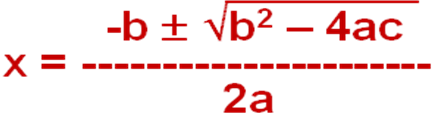 -b ± √b² – 4ac
x = ----------------------
2a